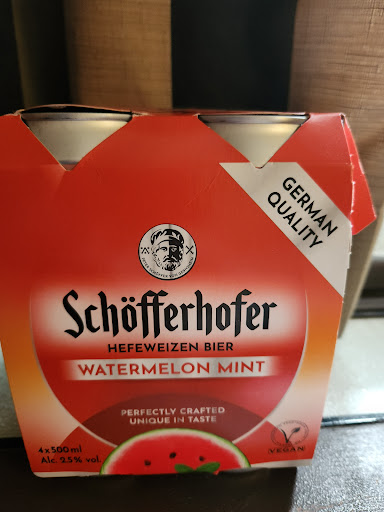 GERMAN
QUALITY
Schöfferhofer
HEFEWEIZEN BIER
WATERMELON MINT
PERFECTLY CRAFTED
UNIQUE IN TASTE
4 x 500 ml
Alc. 2.5% vol.
VEGAN